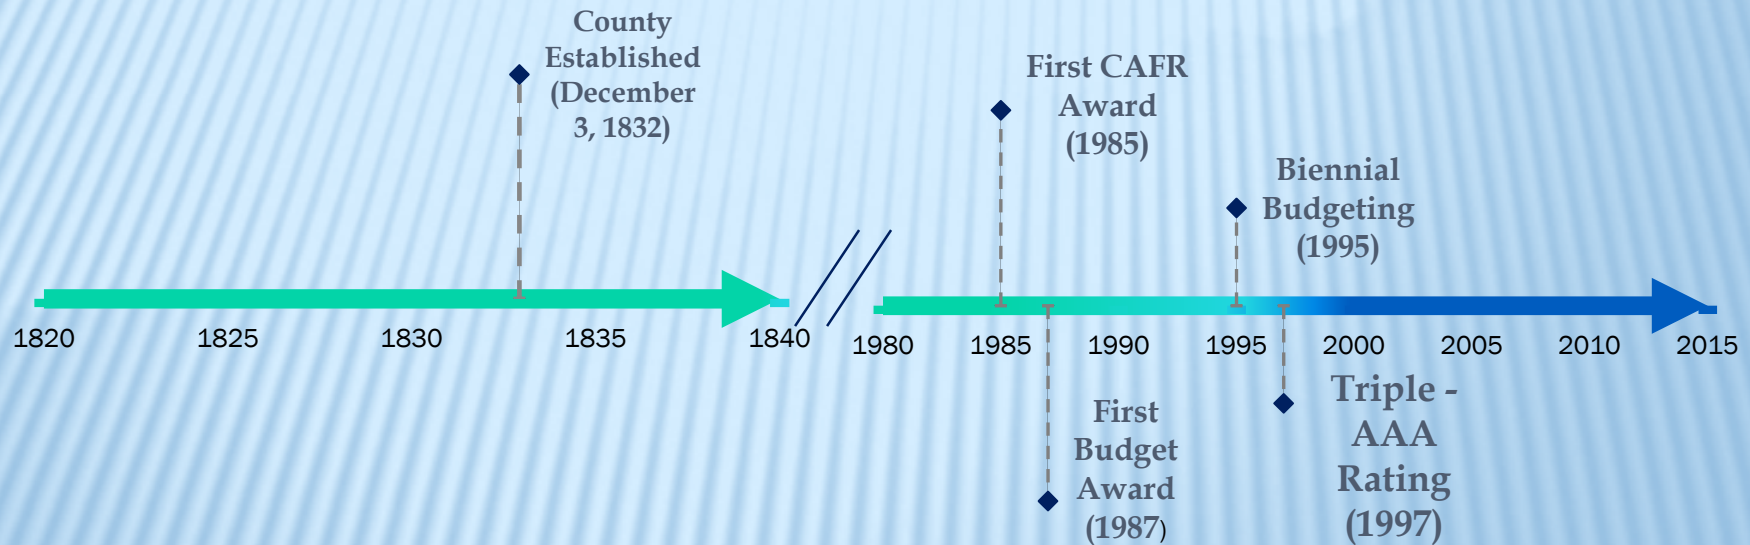 County
Established
(December
3, 1832)
First CAFR
Award
(1985)
Biennial
Budgeting
(1995)
1820 1825 1830 1835 1840 1980 1985 1990 1995 2000 2005 2010 2015
First
Budget
Award
(1987)
Triple -
AAA
Rating
(1997)